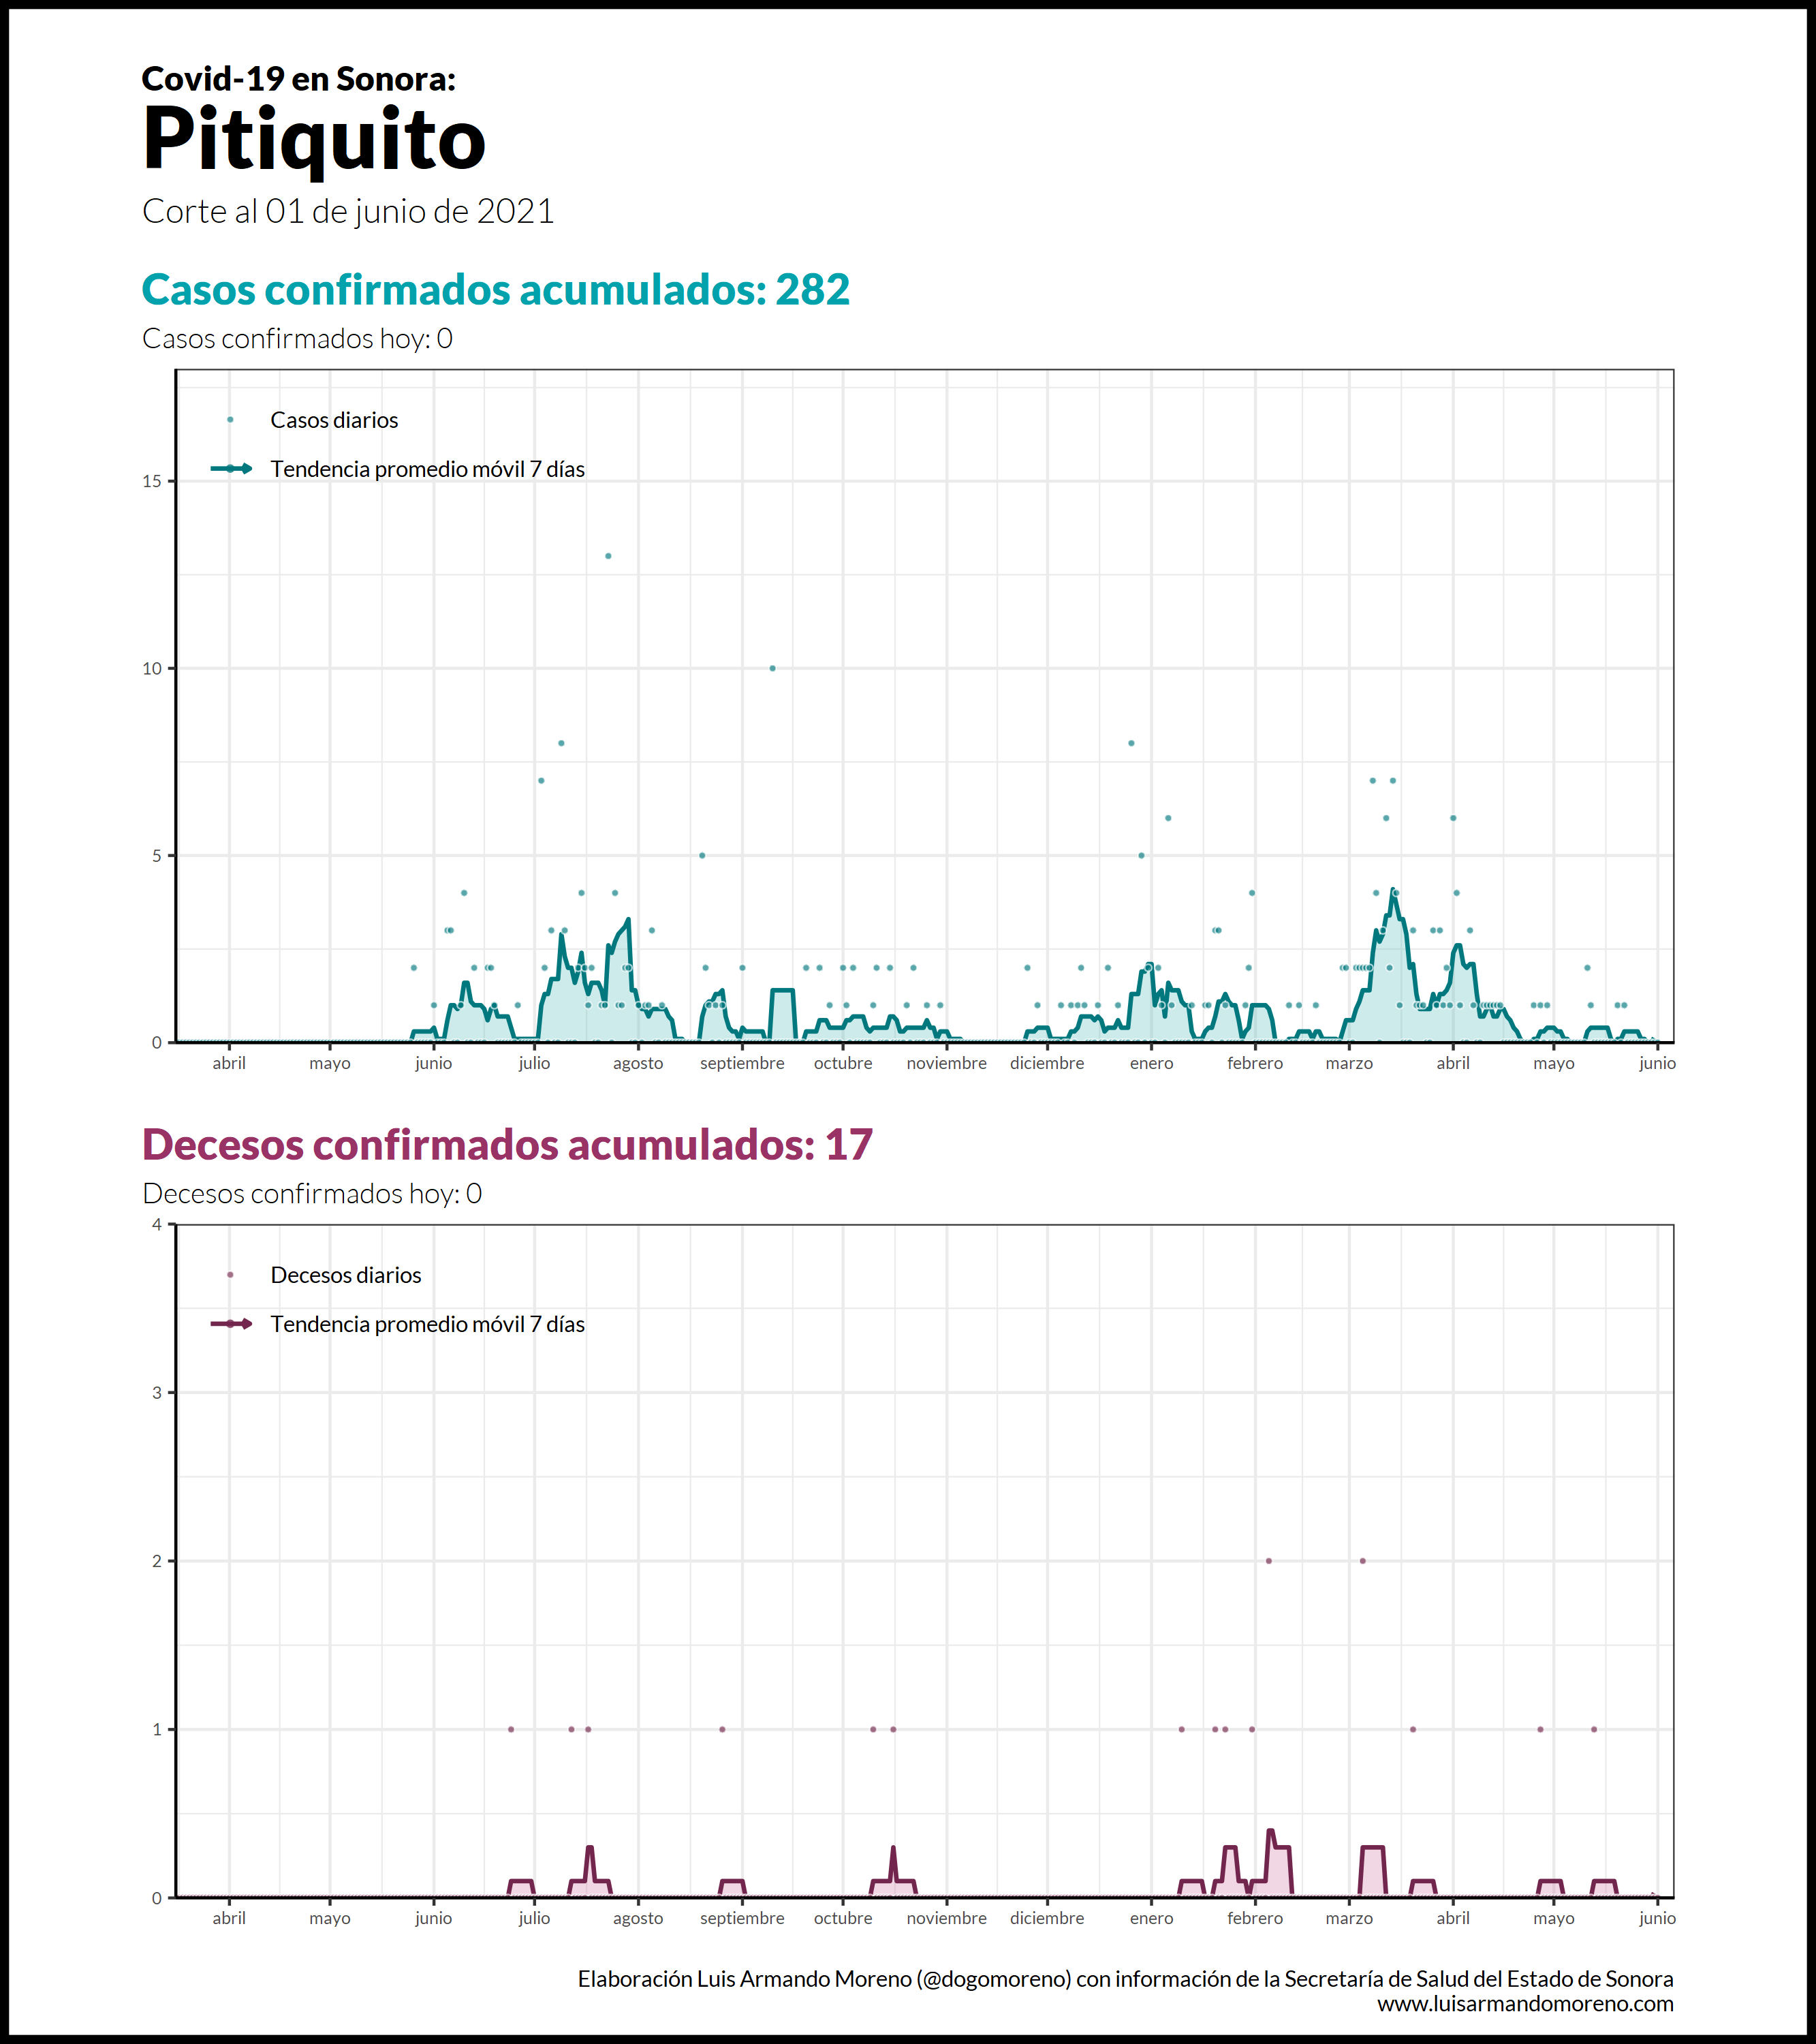 Covid-19 en Sonora:
Pitiquito
Corte al 01 de junio de 2021
Casos confirmados acumulados: 282
Casos confirmados hoy: 0
Casos diarios
Tendencia promedio móvil 7 días
15
10
5
0
abril mayo junio julio agosto septiembre octubre noviembre diciembre enero febrero marzo abril mayo junio
Decesos confirmados acumulados: 17
Decesos confirmados hoy: 0
4
Decesos diarios
Tendencia promedio móvil 7 días
3
2
1
0
abril mayo junio julio agosto septiembre octubre noviembre diciembre enero febrero marzo abril mayo junio
Elaboración Luis Armando Moreno (@dogomoreno) con información de la Secretaría de Salud del Estado de Sonora
www.luisarmandomoreno.com